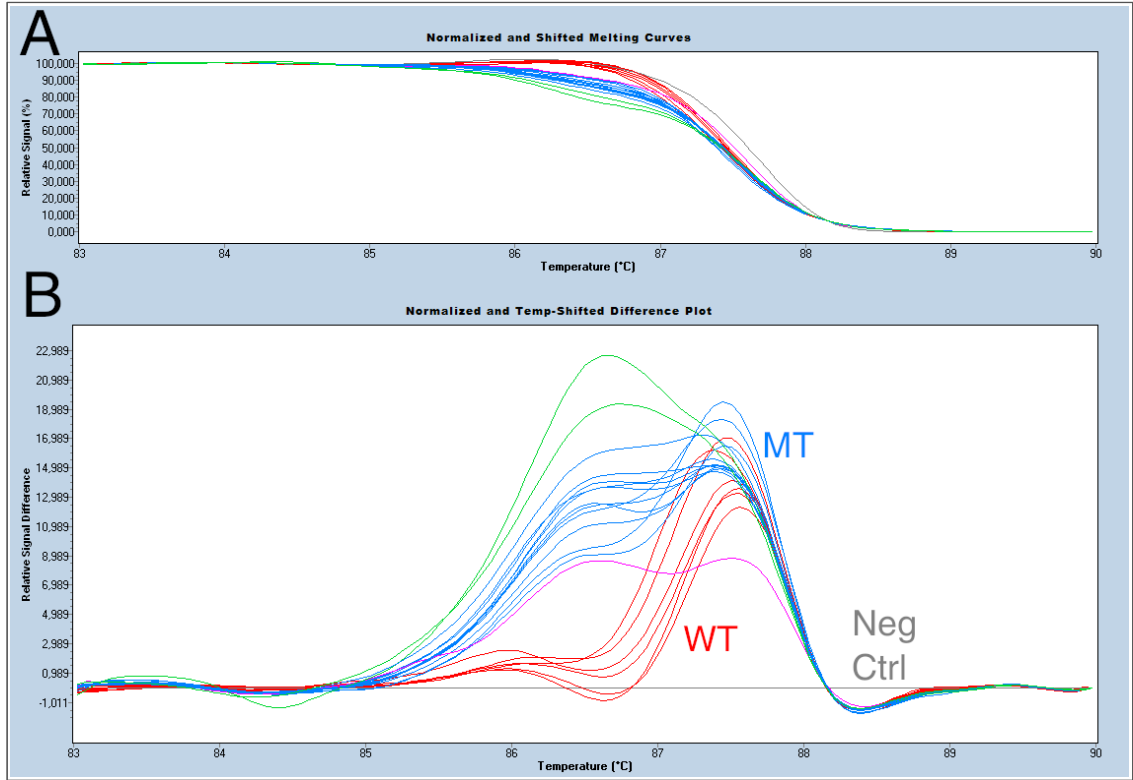 A
Normalized and Shifted Melting Curves
Relative Signal (%)
100,000
90,000
80,000
70,000
60,000
50,000
40,000
30,000
20,000
10,000
0,000
83 84 85 86 87 88 89 90
Temperature (°C)
B
Normalized and Temp-Shifted Difference Plot
Relative Signal Difference
22,989
20,989
18,989
16,989
14,989
12,989
10,989
8,989
6,989
4,989
2,989
0,989
-1,011
MT
WT
Neg
Ctrl
83 84 85 86 87 88 89 90
Temperature (°C)